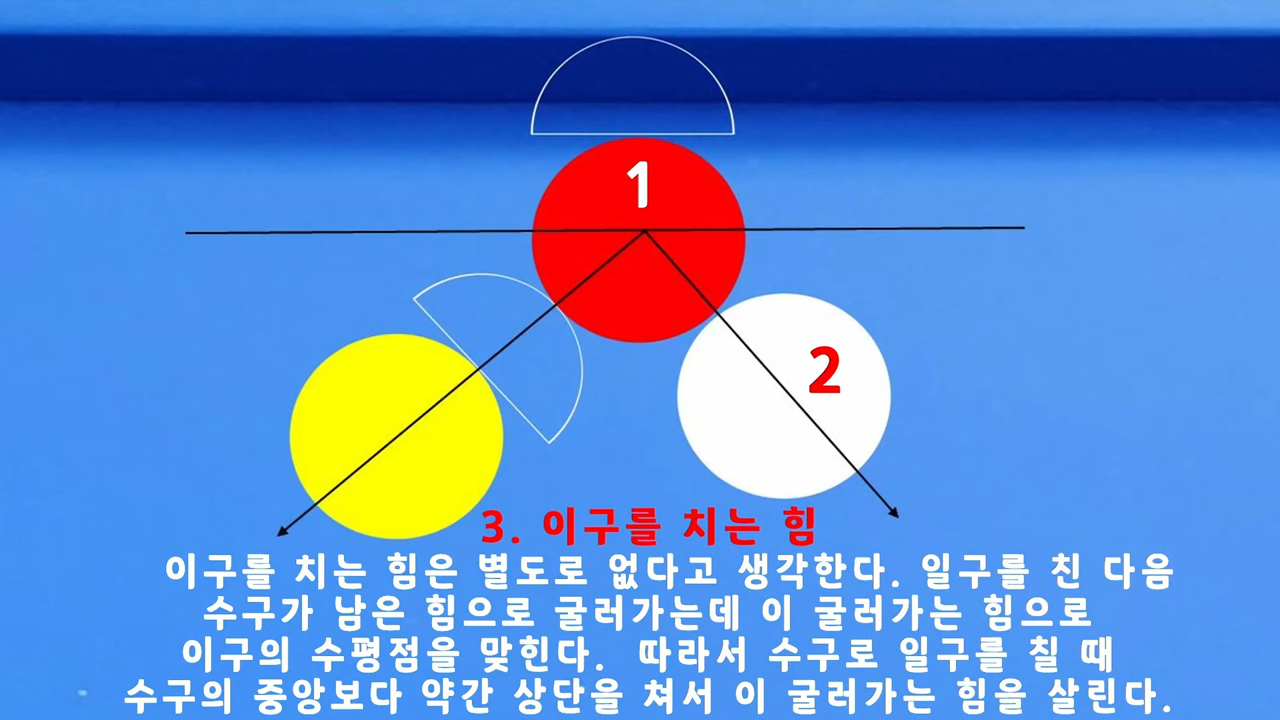 1
2
3. 이구를 치는 힘
이구를 치는 힘은 별도로 없다고 생각한다. 일구를 친 다음
수구가 남은 힘으로 굴러가는데 이 굴러가는 힘으로
이구의 수평점을 맞힌다. 따라서 수구로 일구를 칠 때
수구의 중앙보다 약간 상단을 쳐서 이 굴러가는 힘을 살린다.